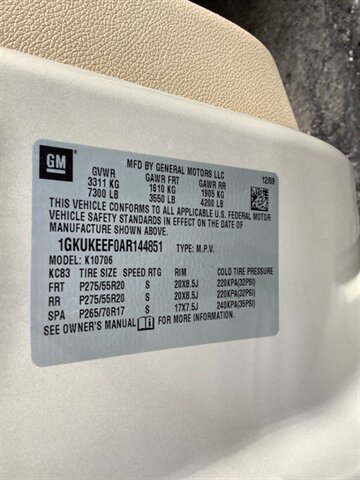 GM
MFD BY GENERAL MOTORS LLC 12/09
GVWR GAWR FRT GAWR RR
3311 KG 1610 KG 1905 KG
7300 LB 3550 LB 4200 LB
THIS VEHICLE CONFORMS TO ALL APPLICABLE U.S. FEDERAL MOTOR
VEHICLE SAFETY STANDARDS IN EFFECT ON THE DATE OF
MANUFACTURE SHOWN ABOVE.
1GKUKEEF0AR144851 TYPE: M.P.V.
MODEL: K10706
KC83 TIRE SIZE SPEED RTG RIM COLD TIRE PRESSURE
FRT P275/55R20 S 20X8.5J 220KPA(32PSI)
RR P275/55R20 S 20X8.5J 220KPA(32PSI)
SPA P265/70R17 S 17X7.5J 240KPA(35PSI)
SEE OWNER'S MANUAL FOR MORE INFORMATION.